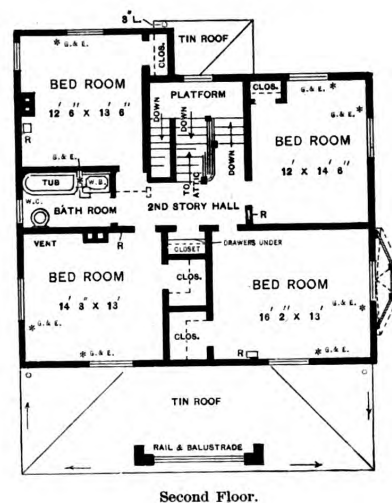 3" L.
G. & E.
CLOS.
TIN ROOF
BED ROOM
12' 6" X 13' 6"
R
PLATFORM
DOWN
DOWN
DOWN
TO ATTIC
CLOS.
G. & E.
BED ROOM
12' X 14' 6"
G. & E.
R
G. & E.
TUB
W.B.
W.C.
BATH ROOM
2ND STORY HALL
VENT
R
DRAWERS UNDER
CLOSET
BED ROOM
14' 3" X 13'
G. & E.
G. & E.
CLOS.
CLOS.
BED ROOM
16' 2" X 13'
G. & E.
R
G. & E.
TIN ROOF
RAIL & BALUSTRADE
Second Floor.